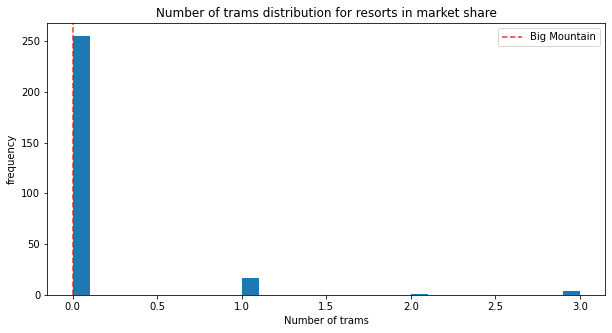 Number of trams distribution for resorts in market share
Big Mountain
frequency
250
200
150
100
50
0
0.0 0.5 1.0 1.5 2.0 2.5 3.0
Number of trams